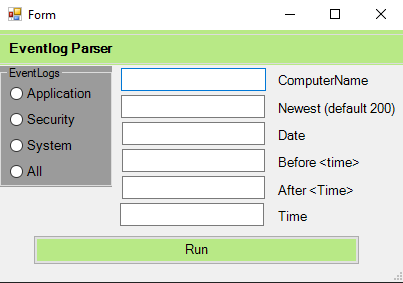 Form
Eventlog Parser
EventLogs
Application
Security
System
All
ComputerName
Newest (default 200)
Date
Before <time>
After <Time>
Time
Run